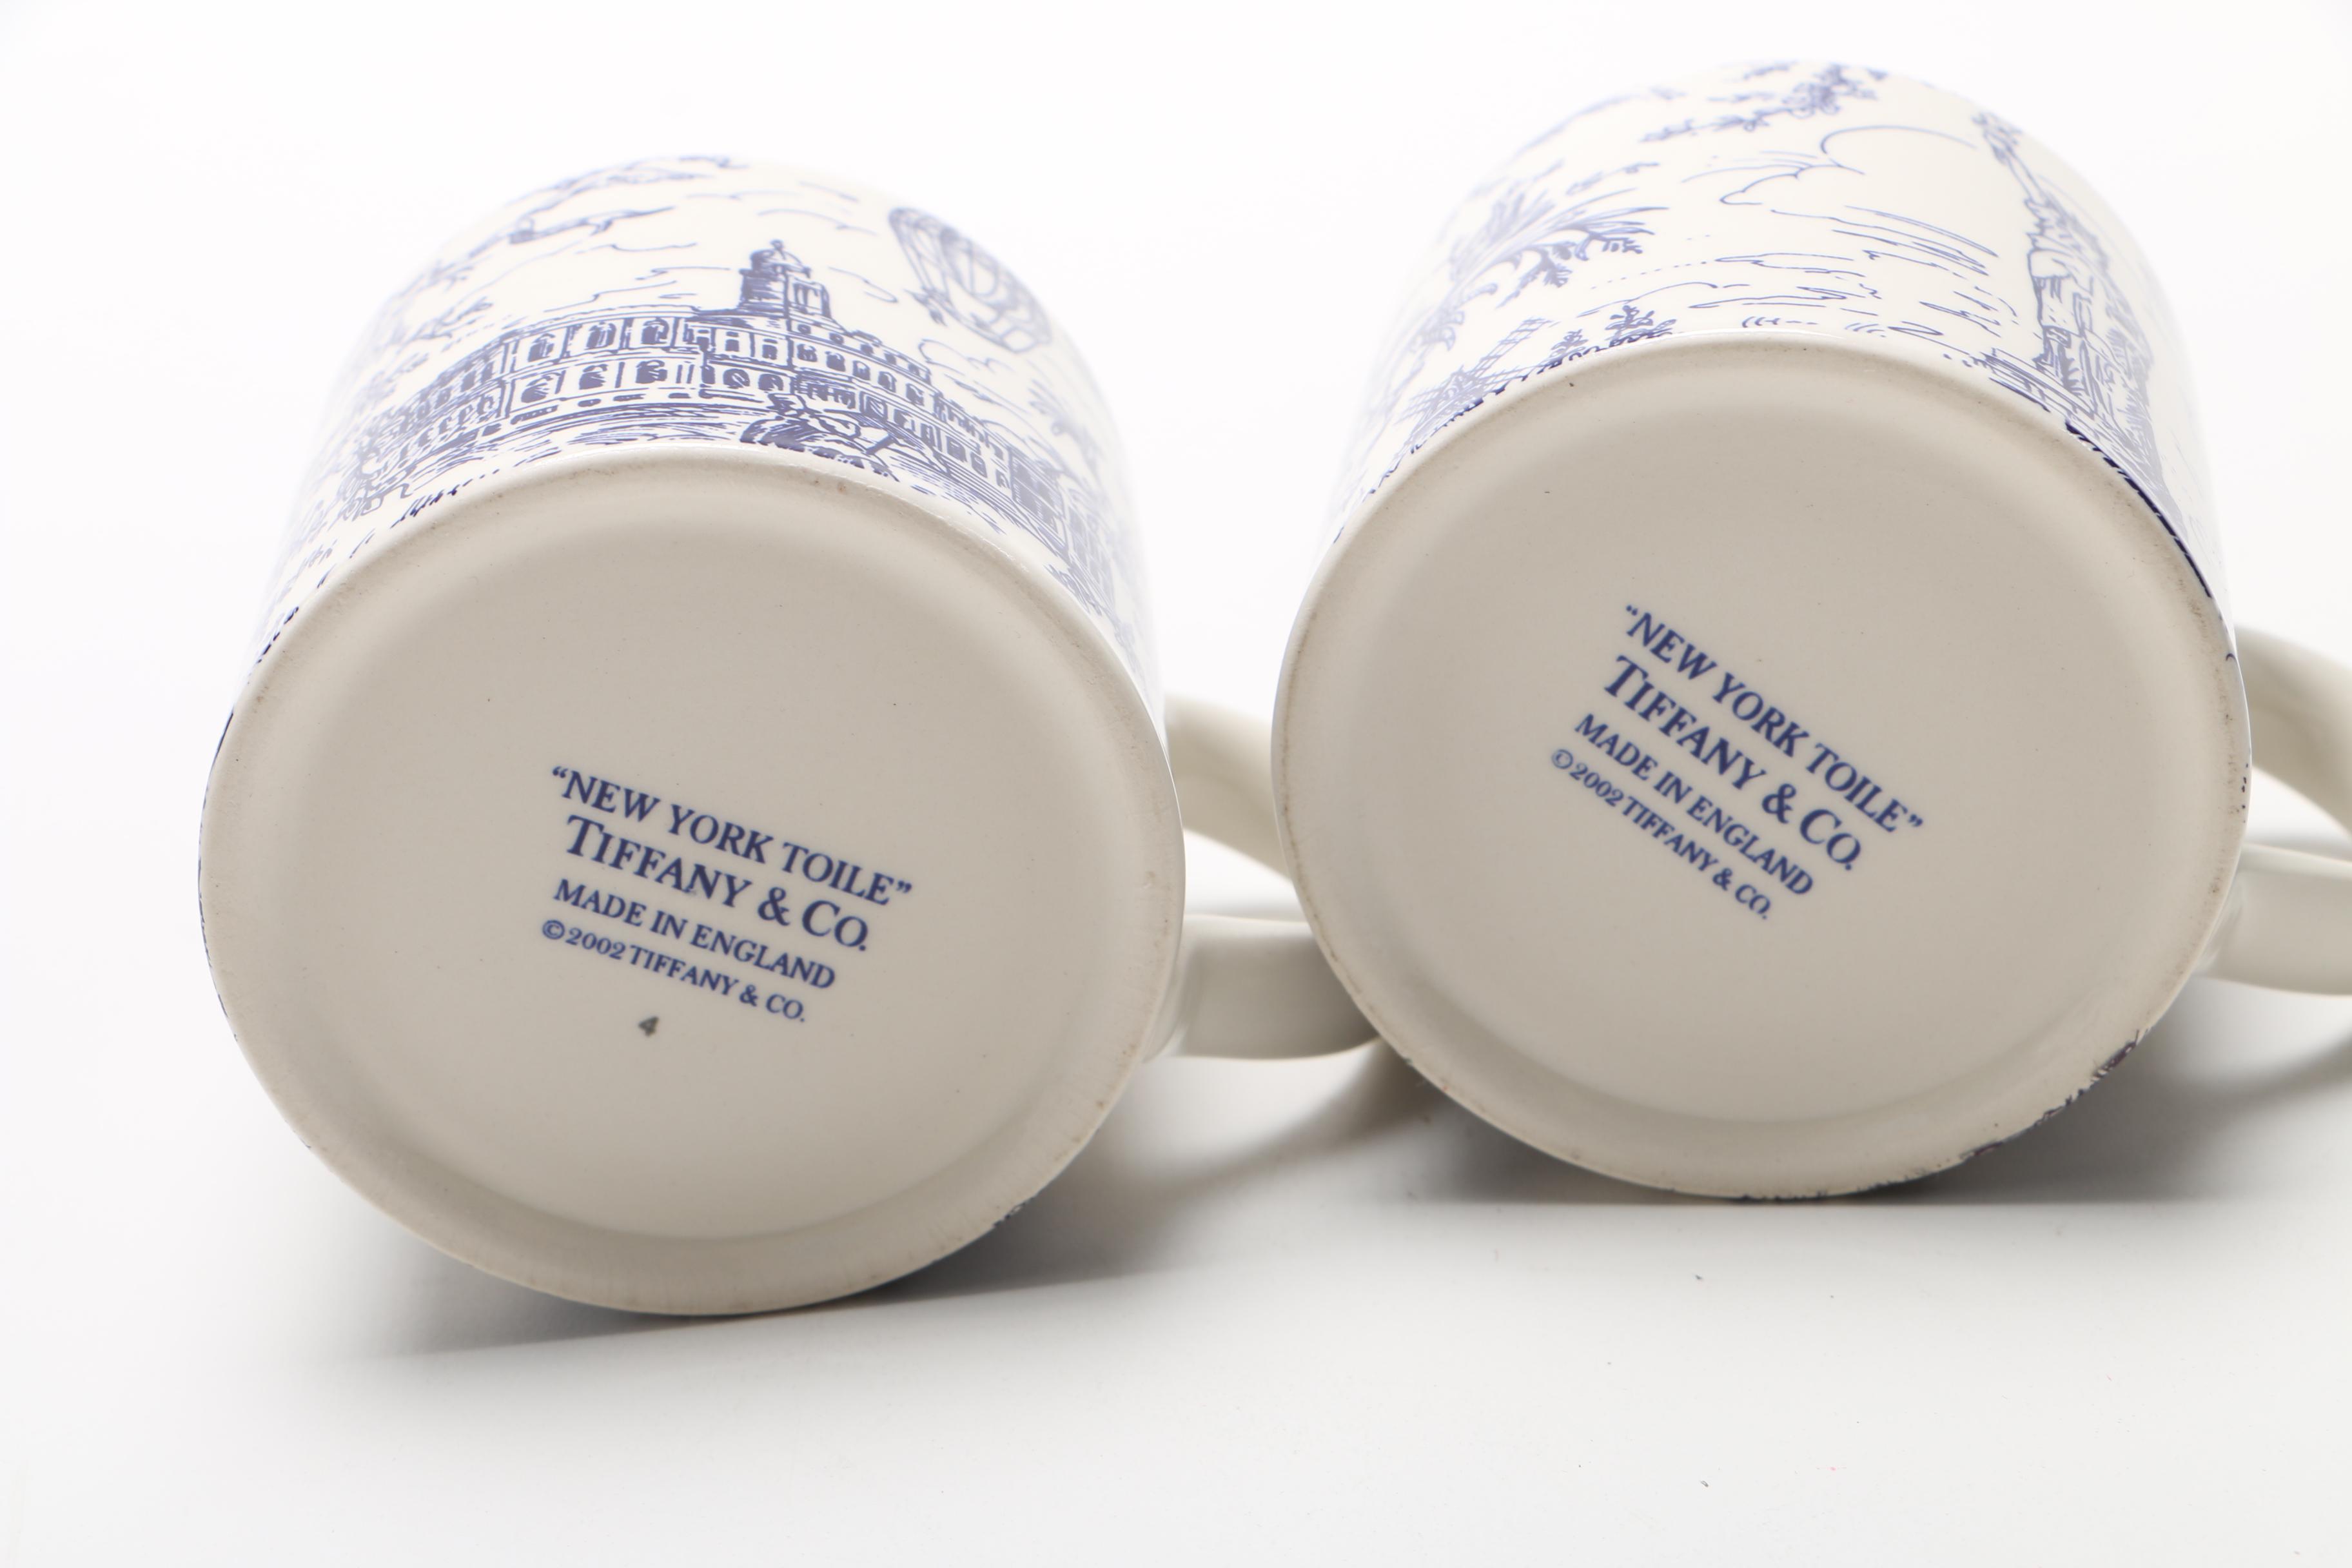 “NEW YORK TOILE”
TIFFANY & CO.
MADE IN ENGLAND
©2002 TIFFANY & CO.
4
“NEW YORK TOILE”
TIFFANY & CO.
MADE IN ENGLAND
©2002 TIFFANY & CO.